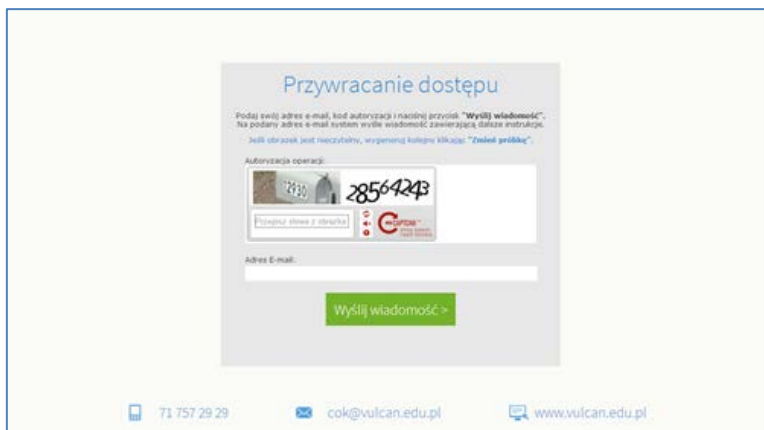 Przywracanie dostępu
Podaj swój adres e-mail, kod autoryzacji i naciśnij przycisk "Wyślij wiadomość".
Na podany adres e-mail system wyśle wiadomość zawierającą dalsze instrukcje.
Jeśli obrazek jest nieczytelny, wygeneruj kolejny klikając "Zmień próbkę".
Autoryzacja operacji:
2930 28564243
Przepisz słowa z obrazka
Adres E-mail:
Wyślij wiadomość >
71 757 29 29 cok@vulcan.edu.pl www.vulcan.edu.pl